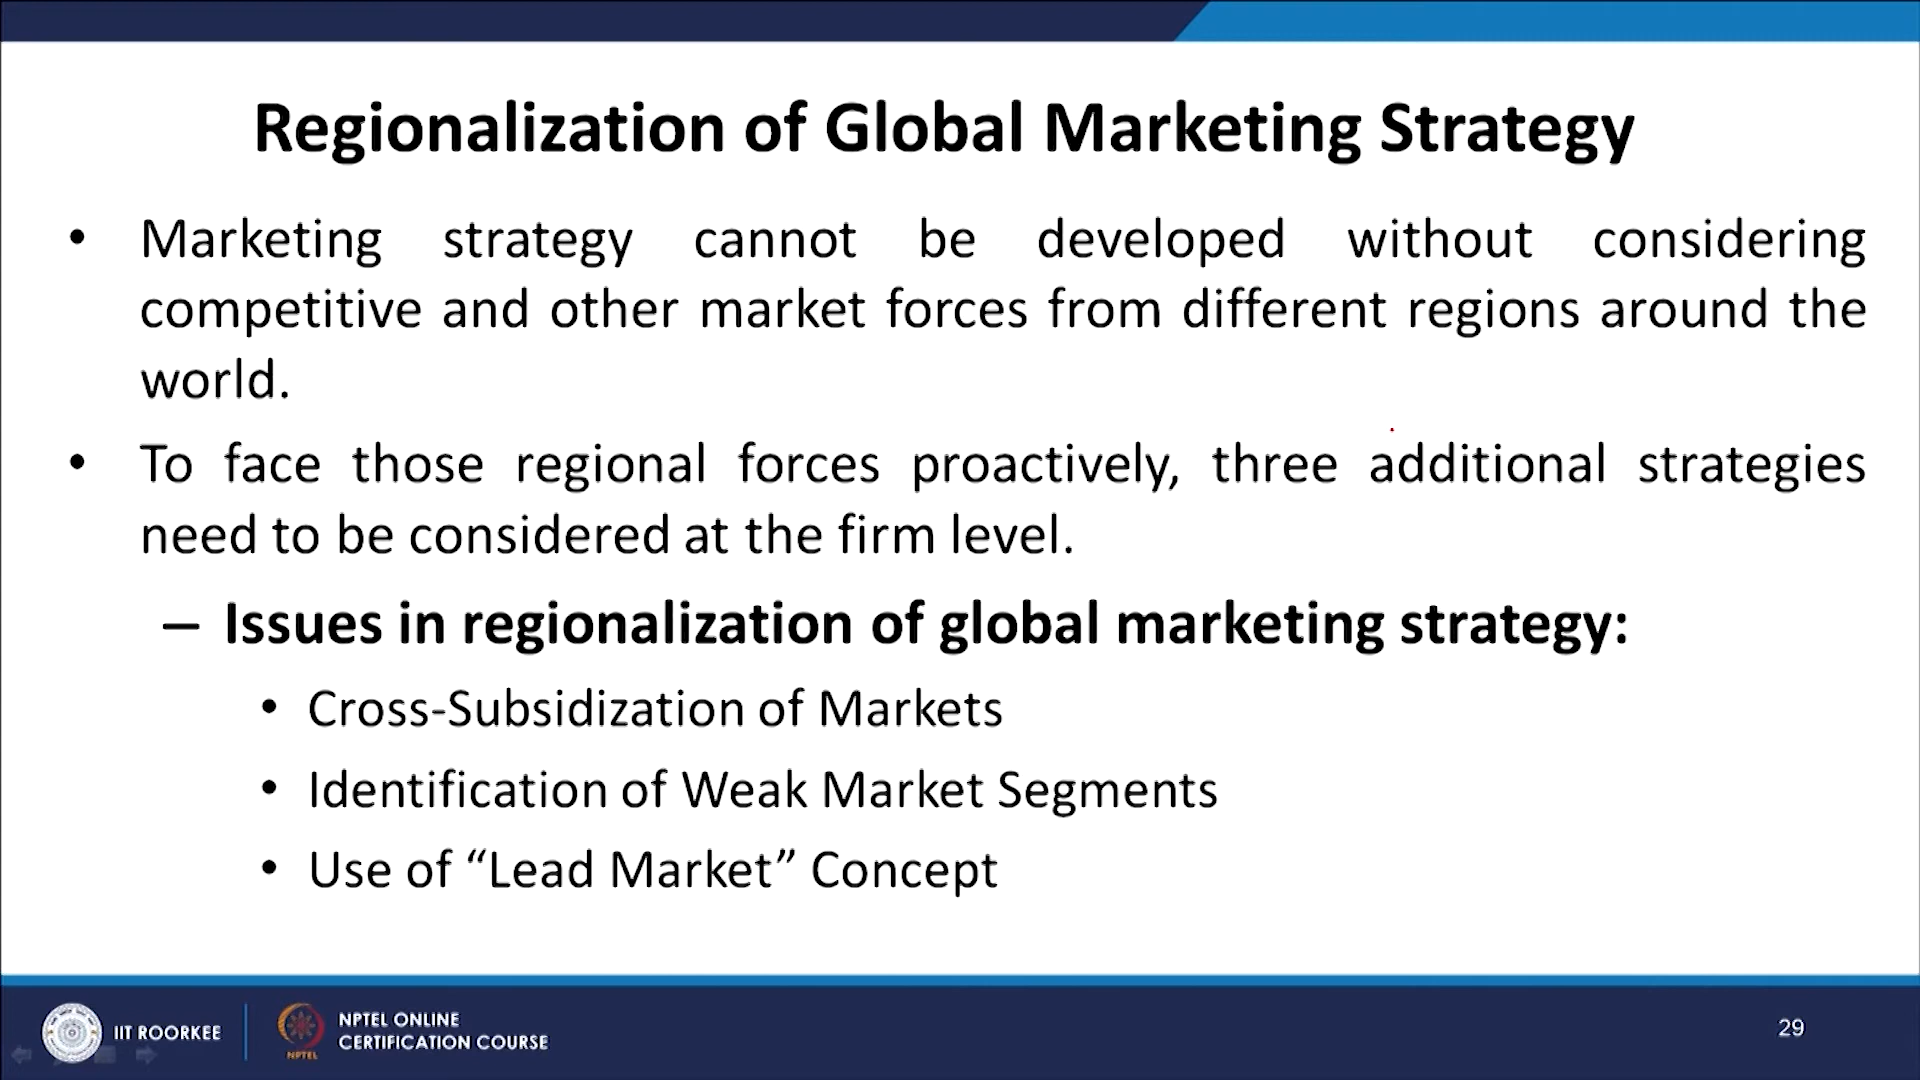 Regionalization of Global Marketing Strategy
• Marketing strategy cannot be developed without considering
competitive and other market forces from different regions around the
world.
• To face those regional forces proactively, three additional strategies
need to be considered at the firm level.
– Issues in regionalization of global marketing strategy:
• Cross-Subsidization of Markets
• Identification of Weak Market Segments
• Use of “Lead Market” Concept
IIT ROORKEE
NPTEL
NPTEL ONLINE
CERTIFICATION COURSE
29